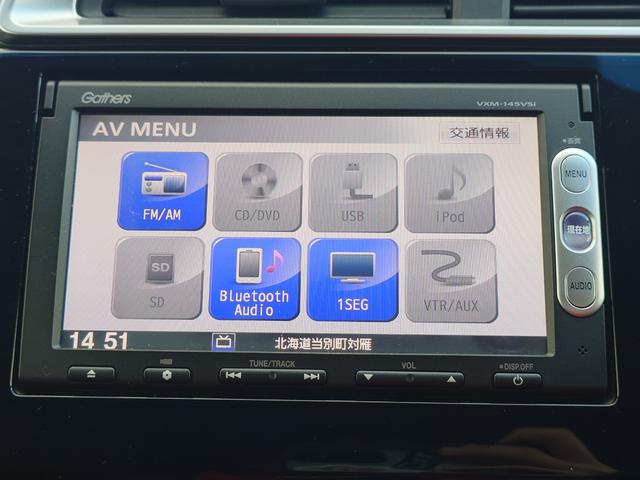 Gathers
VXM-145VSi
AV MENU
交通情報
画質
MENU
FM/AM
CD/DVD
USB
iPod
現在地
SD
SD
Bluetooth Audio
1SEG
VTR/AUX
AUDIO
14 51
北海道当別町対雁
TUNE/TRACK
VOL
DISP.OFF